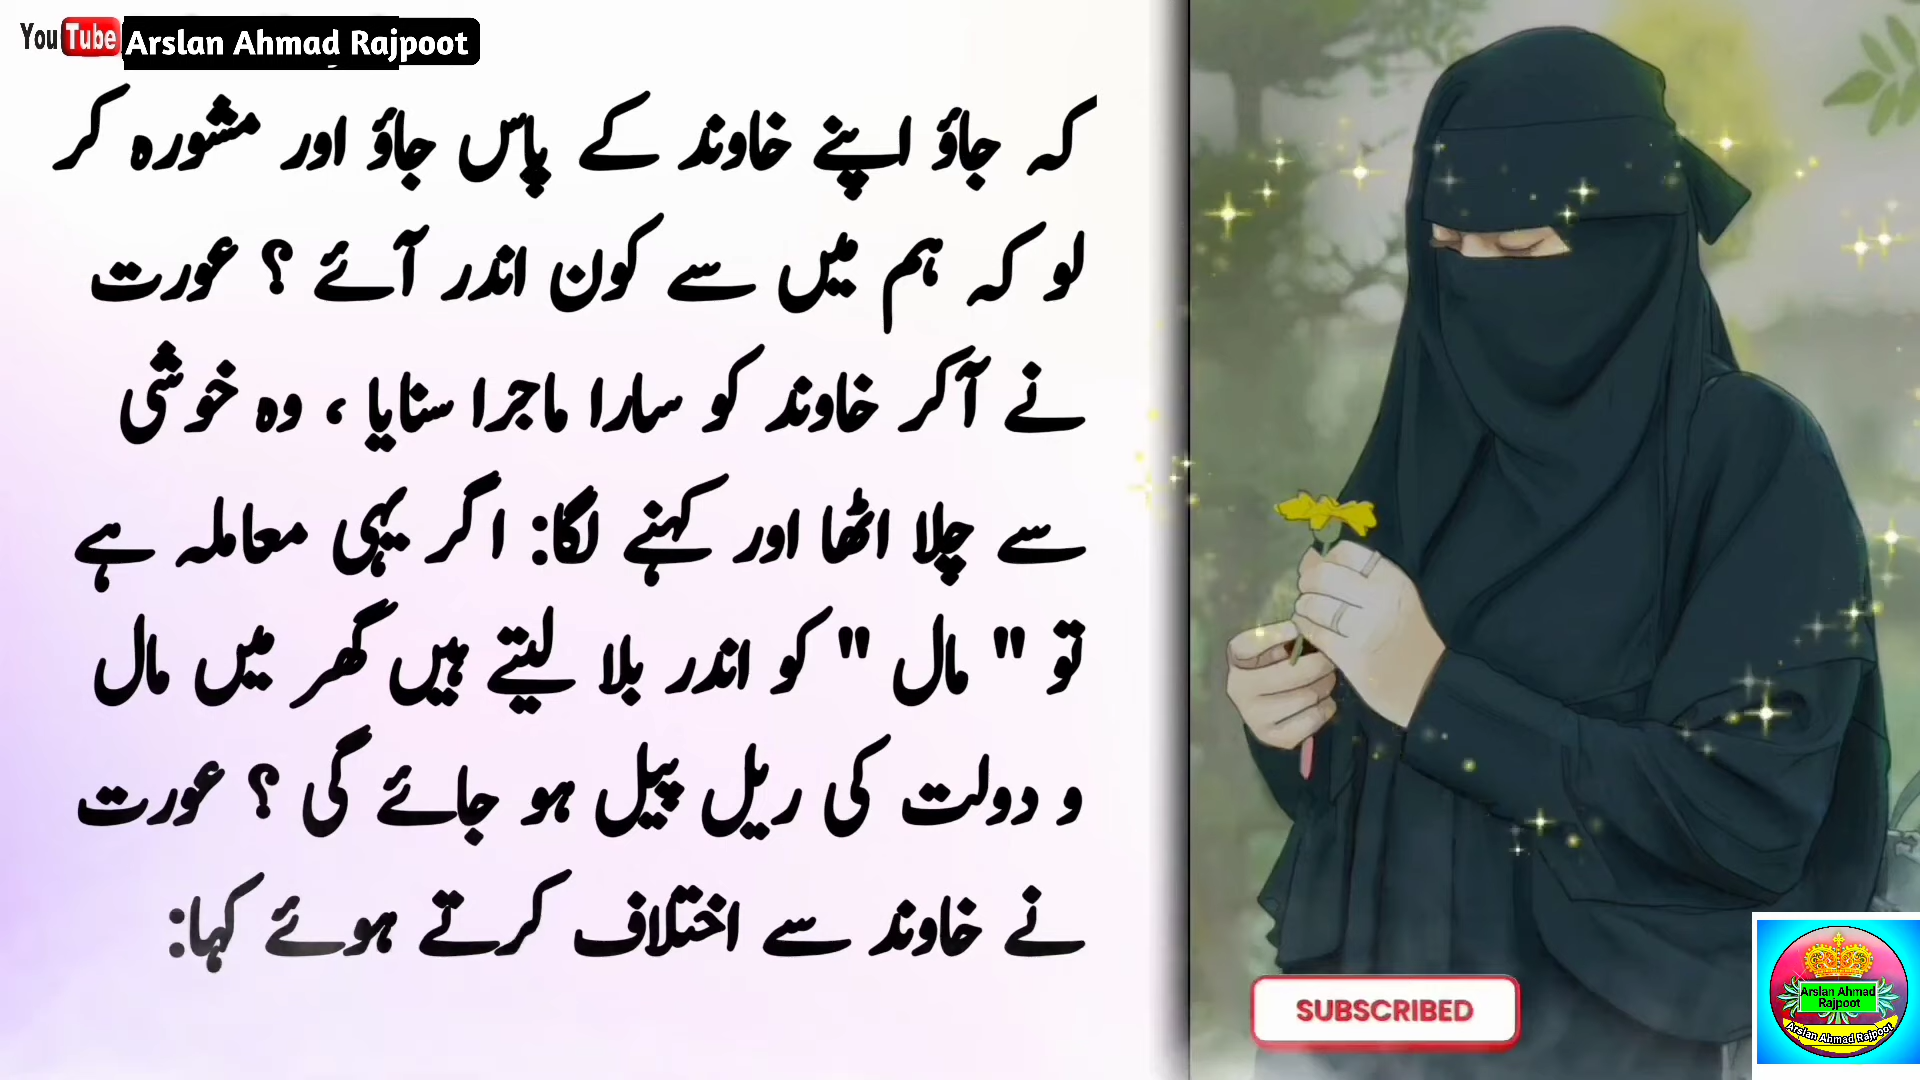 YouTube Arslan Ahmad Rajpoot
کہ جاؤ اپنے خاوند کے پاس جاؤ اور مشورہ کر
لو کہ ہم میں سے کون اندر آئے ؟ عورت
نے آکر خاوند کو سارا ماجرا سنایا ، وہ خوشی
سے چلا اٹھا اور کہنے لگا: اگر یہی معاملہ ہے
تو " مال " کو اندر بلا لیتے ہیں گھر میں مال
و دولت کی ریل پیل ہو جائے گی ؟ عورت
نے خاوند سے اختلاف کرتے ہوئے کہا:
SUBSCRIBED
Arslan Ahmad
Rajpoot
Arslan Ahmad Rajpoot